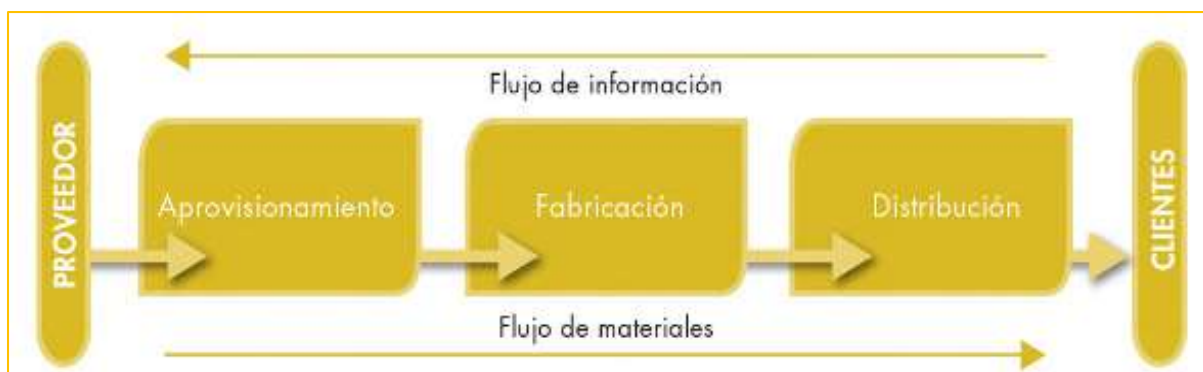 Flujo de información
PROVEEDOR
Aprovisionamiento
Fabricación
Distribución
CLIENTES
Flujo de materiales